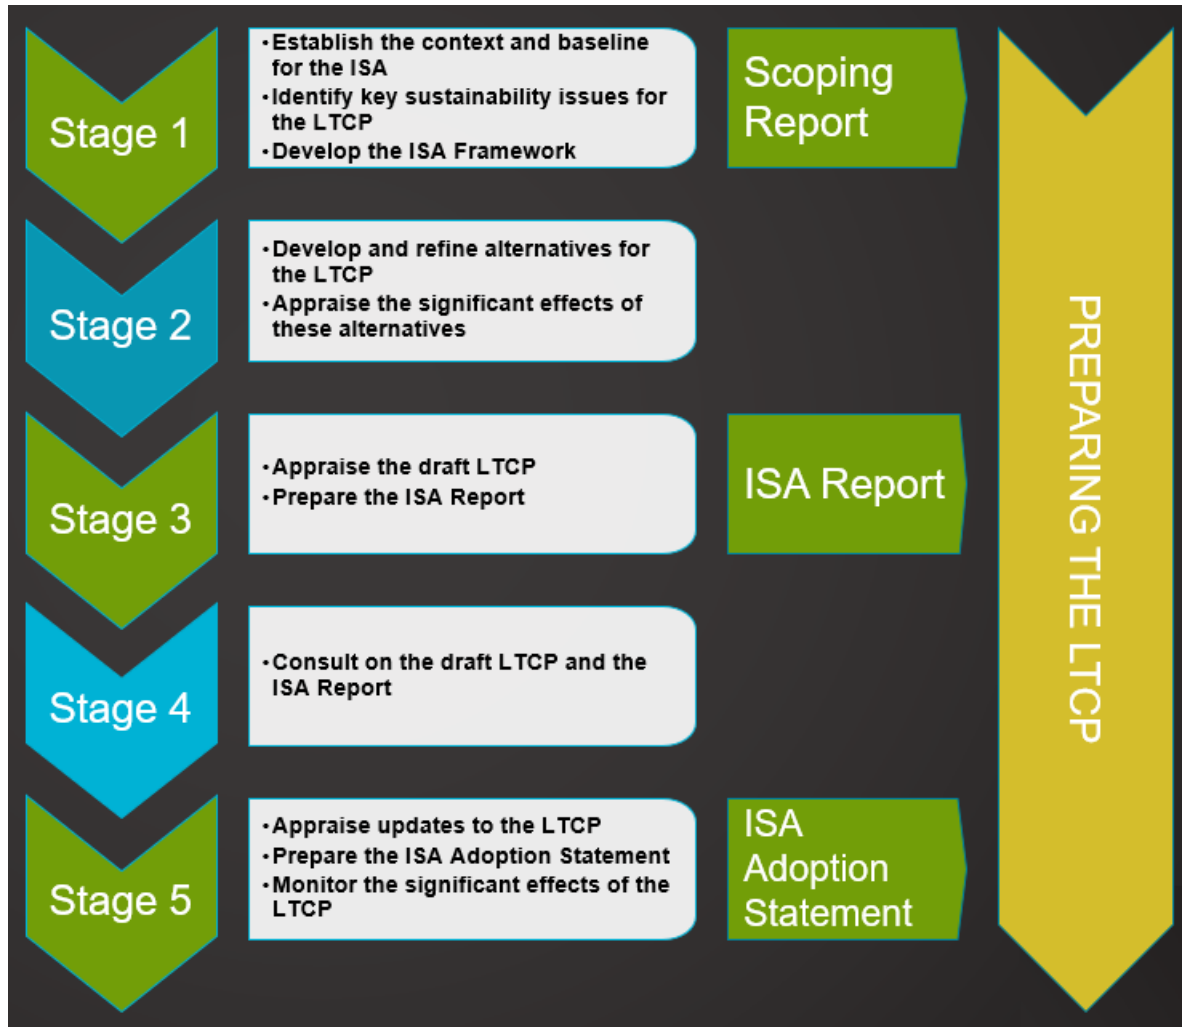 Stage 1
•Establish the context and baseline
for the ISA
•Identify key sustainability issues for
the LTCP
•Develop the ISA Framework
Scoping
Report
Stage 2
•Develop and refine alternatives for
the LTCP
•Appraise the significant effects of
these alternatives
Stage 3
•Appraise the draft LTCP
•Prepare the ISA Report
ISA Report
Stage 4
•Consult on the draft LTCP and the
ISA Report
Stage 5
•Appraise updates to the LTCP
•Prepare the ISA Adoption Statement
•Monitor the significant effects of the
LTCP
ISA
Adoption
Statement
PREPARING THE LTCP